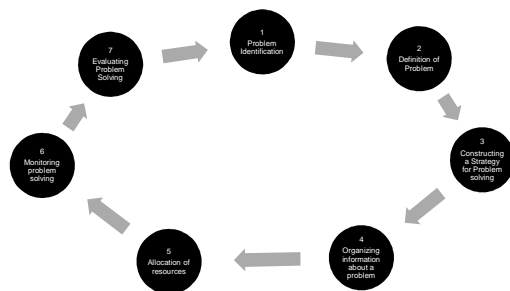 1
Problem
Identification
2
Definition of
Problem
3
Constructing
a Strategy
for Problem
solving
4
Organizing
information
about a
problem
5
Allocation of
resources
6
Monitoring
problem
solving
7
Evaluating
Problem
Solving